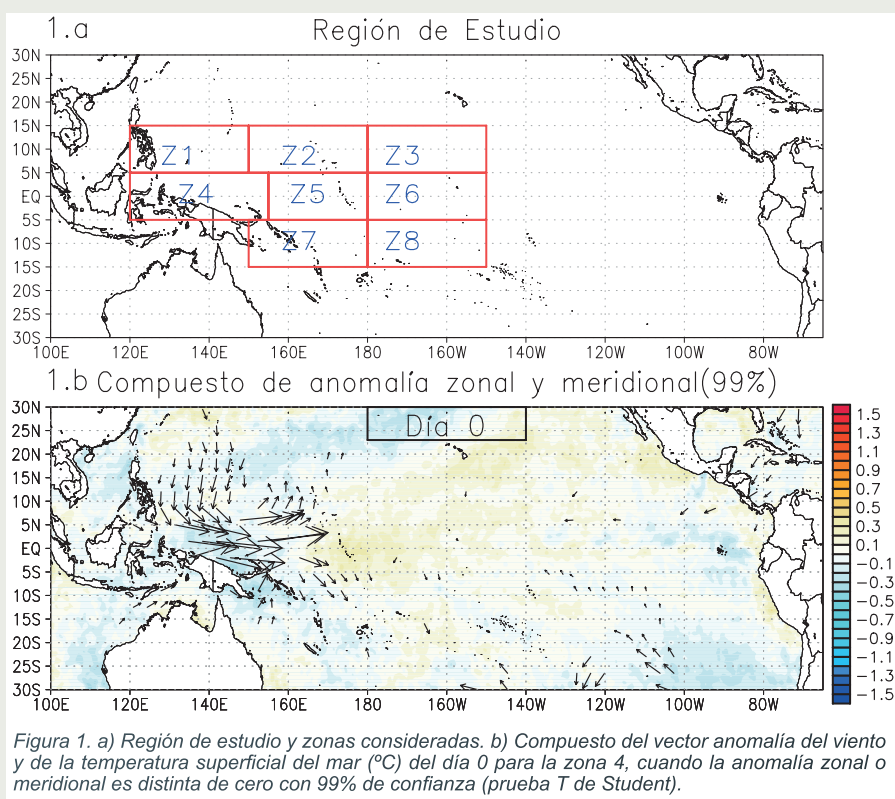 1.a Región de Estudio
30N
25N
20N
15N
10N
5N
EQ
5S
10S
15S
20S
25S
30S
Z1 Z2 Z3
Z4 Z5 Z6
Z7 Z8
100E 120E 140E 160E 180 160W 140W 120W 100W 80W
1.b Compuesto de anomalía zonal y meridional(99%)
Día 0
30N
25N
20N
15N
10N
5N
EQ
5S
10S
15S
20S
25S
30S
100E 120E 140E 160E 180 160W 140W 120W 100W 80W
1.5
1.3
1.1
0.9
0.7
0.5
0.3
0.1
−0.1
−0.3
−0.5
−0.7
−0.9
−1.1
−1.3
−1.5
Figura 1. a) Región de estudio y zonas consideradas. b) Compuesto del vector anomalía del viento
y de la temperatura superficial del mar (ºC) del día 0 para la zona 4, cuando la anomalía zonal o
meridional es distinta de cero con 99% de confianza (prueba T de Student).